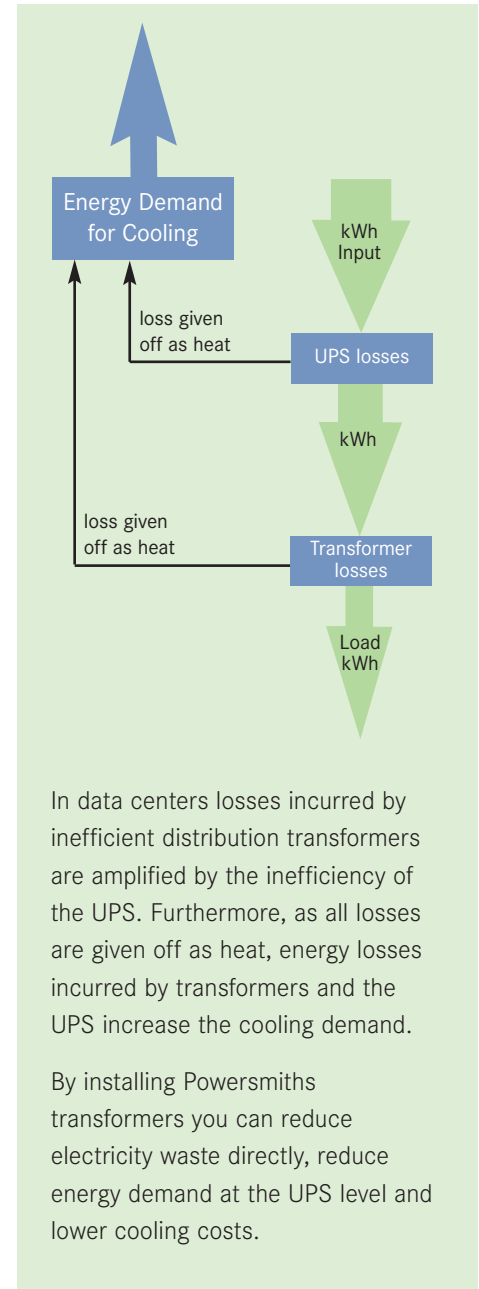 Energy Demand
for Cooling
kWh
Input
loss given
off as heat
UPS losses
kWh
loss given
off as heat
Transformer
losses
Load
kWh
In data centers losses incurred by
inefficient distribution transformers
are amplified by the inefficiency of
the UPS. Furthermore, as all losses
are given off as heat, energy losses
incurred by transformers and the
UPS increase the cooling demand.
By installing Powersmiths
transformers you can reduce
electricity waste directly, reduce
energy demand at the UPS level and
lower cooling costs.